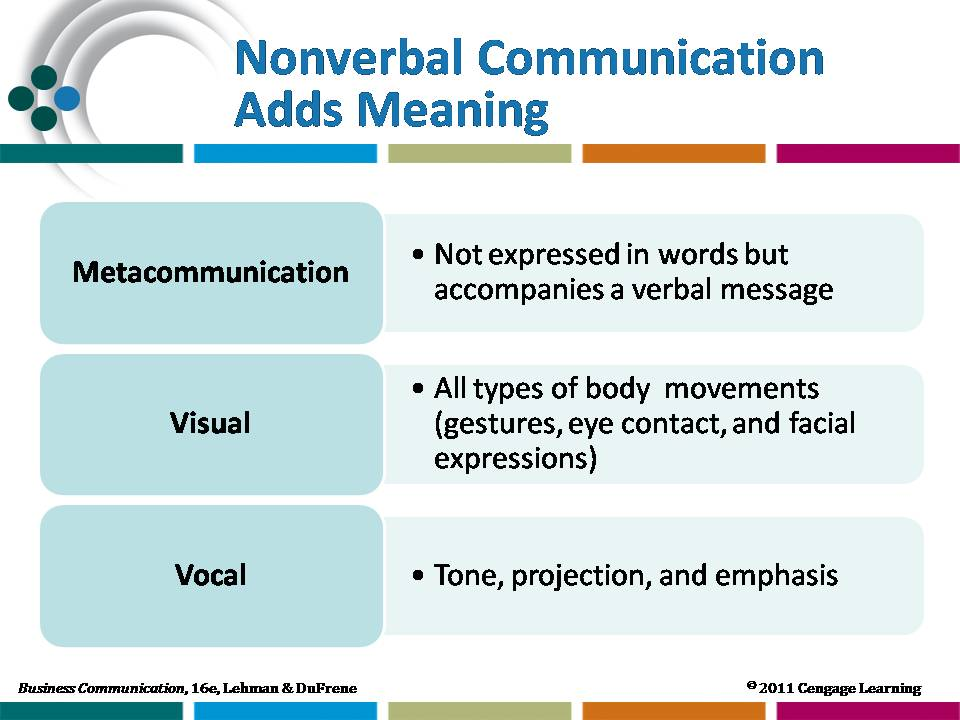 Nonverbal Communication
Adds Meaning
Metacommunication
• Not expressed in words but
accompanies a verbal message
Visual
• All types of body  movements
(gestures, eye contact, and facial
expressions)
Vocal
• Tone, projection, and emphasis
Business Communication, 16e, Lehman & DuFrene
© 2011 Cengage Learning